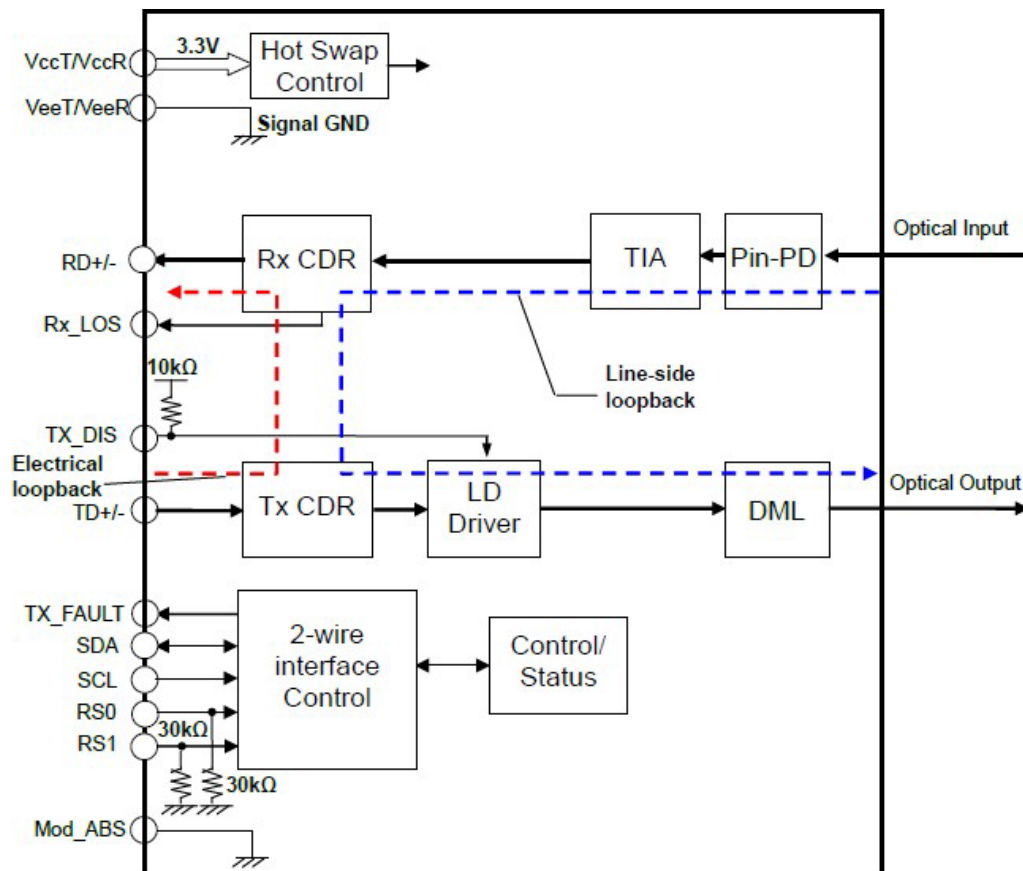 VccT/VccR
3.3V
Hot Swap
Control
VeeT/VeeR
Signal GND
Optical Input
RD+/-
Rx CDR
TIA
Pin-PD
Rx_LOS
10kΩ
Line-side
loopback
TX_DIS
Electrical
loopback
TD+/-
Tx CDR
LD
Driver
DML
Optical Output
TX_FAULT
SDA
SCL
RS0
RS1
30kΩ
30kΩ
2-wire
interface
Control
Control/
Status
Mod_ABS